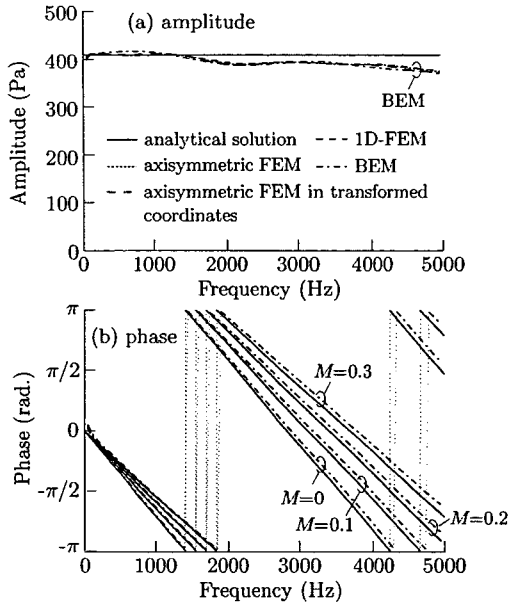 (a) amplitude
500
400
300
200
100
0
Amplitude (Pa)
BEM
analytical solution
1D-FEM
axisymmetric FEM
BEM
axisymmetric FEM in transformed
coordinates
0 1000 2000 3000 4000 5000
Frequency (Hz)
(b) phase
π
π/2
0
-π/2
-π
Phase (rad.)
M=0.3
M=0
M=0.1
M=0.2
0 1000 2000 3000 4000 5000
Frequency (Hz)